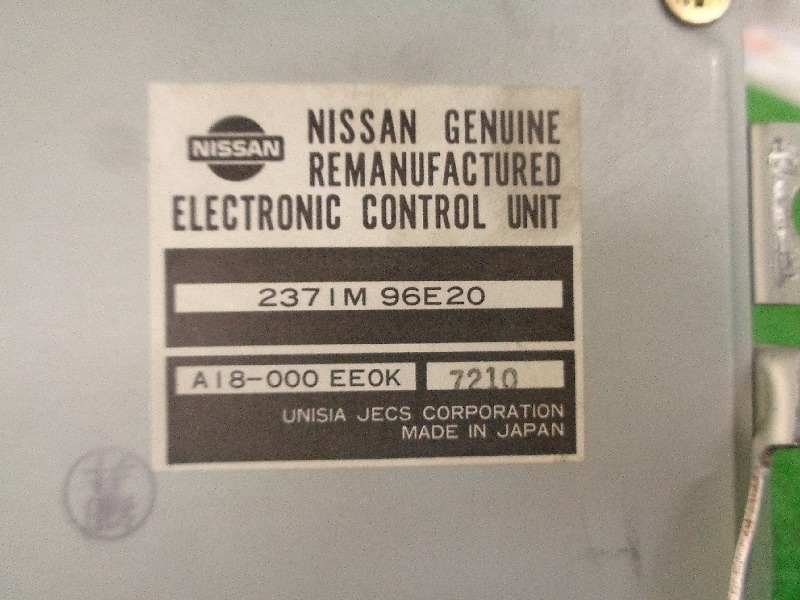 NISSAN
NISSAN GENUINE
REMANUFACTURED
ELECTRONIC CONTROL UNIT
2371M 96E20
A18-000 EE0K 7210
UNISIA JECS CORPORATION
MADE IN JAPAN